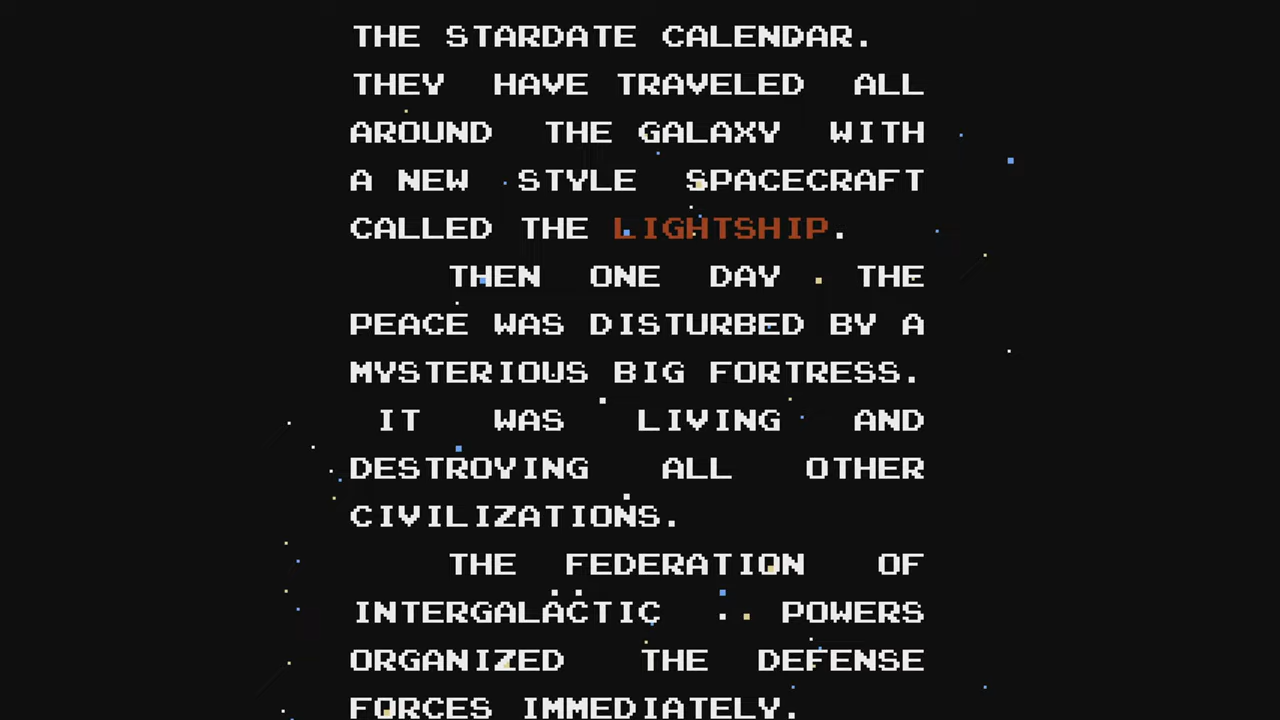 THE STARDATE CALENDAR.
THEY HAVE TRAVELED ALL
AROUND THE GALAXY WITH
A NEW STYLE SPACECRAFT
CALLED THE LIGHTSHIP.
THEN ONE DAY THE
PEACE WAS DISTURBED BY A
MYSTERIOUS BIG FORTRESS.
IT WAS LIVING AND
DESTROYING ALL OTHER
CIVILIZATIONS.
THE FEDERATION OF
INTERGALACTIC POWERS
ORGANIZED THE DEFENSE
FORCES IMMEDIATELY.